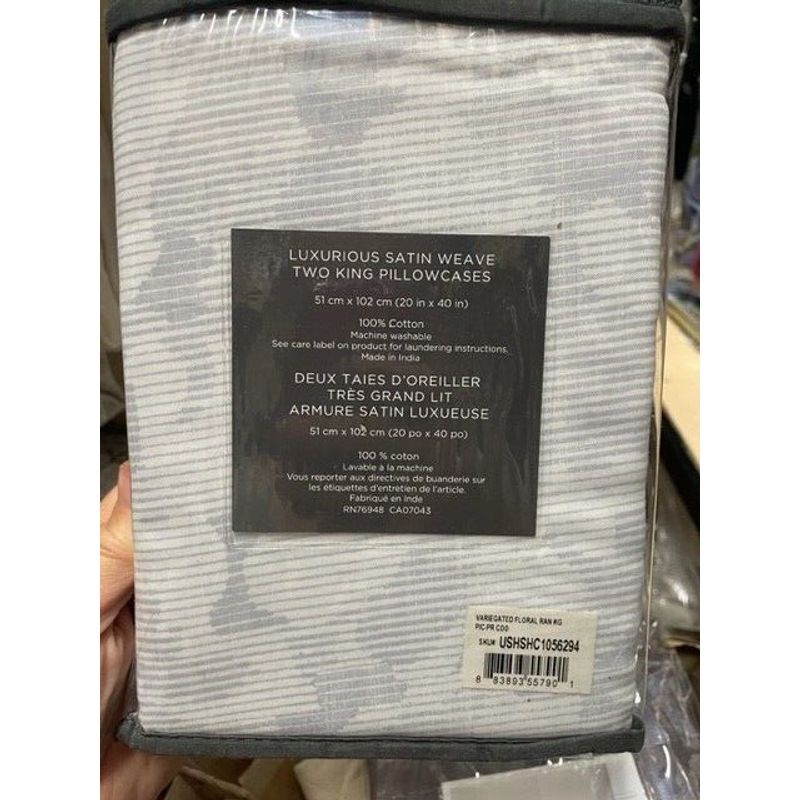 LUXURIOUS SATIN WEAVE
TWO KING PILLOWCASES
51 cm x 102 cm (20 in x 40 in)
100% Cotton
Machine washable
See care label on product for laundering instructions.
Made in India
DEUX TAIES D'OREILLER
TRÈS GRAND LIT
ARMURE SATIN LUXUEUSE
51 cm x 102 cm (20 po x 40 po)
100 % coton
Lavable à la machine
Vous reporter aux directives de buanderie sur
les étiquettes d'entretien de l'article.
Fabriqué en Inde
RN76948 CA07043
VARIEGATED FLORAL RAN KG
PIC-PR COO
SKU# USHSHC1056294
8 83893 55790 1